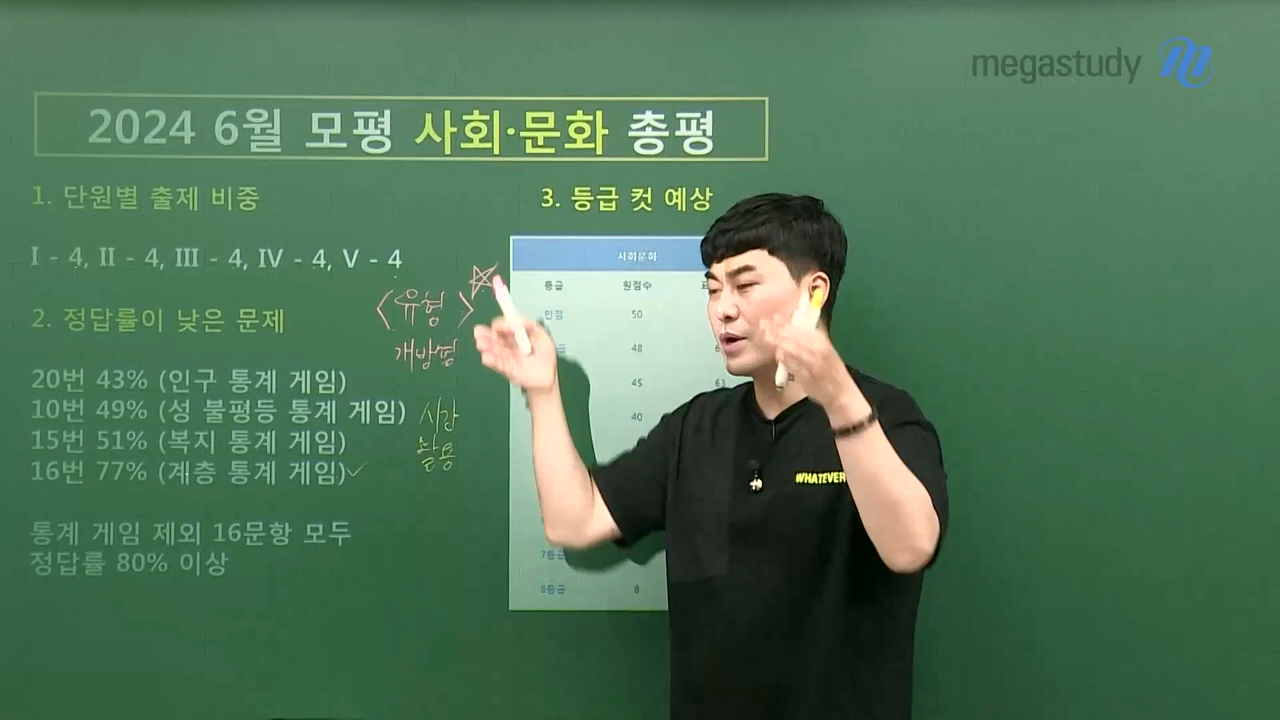 megastudy
2024 6월 모평 사회·문화 총평
1. 단원별 출제 비중
I - 4, II - 4, III - 4, IV - 4, V - 4
<유형>
개방형
2. 정답률이 낮은 문제
20번 43% (인구 통계 게임)
10번 49% (성 불평등 통계 게임)
15번 51% (복지 통계 게임)
16번 77% (계층 통계 게임)
시간
활용
통계 게임 제외 16문항 모두
정답률 80% 이상
3. 등급 컷 예상
사회문화
등급 원점수
만점 50
48
45 63
40
7등급
8등급 8
WHATEVER